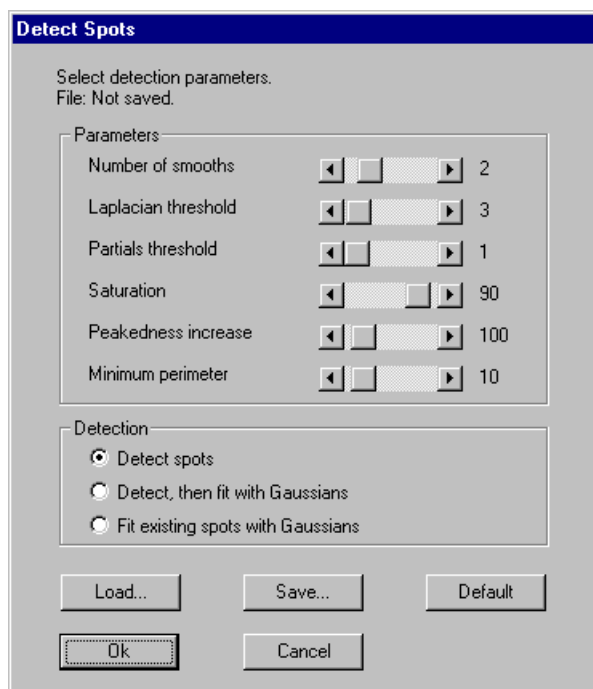 Detect Spots
Select detection parameters.
File: Not saved.
Parameters
Number of smooths 2
Laplacian threshold 3
Partials threshold 1
Saturation 90
Peakedness increase 100
Minimum perimeter 10
Detection
Detect spots
Detect, then fit with Gaussians
Fit existing spots with Gaussians
Load... Save... Default
Ok Cancel